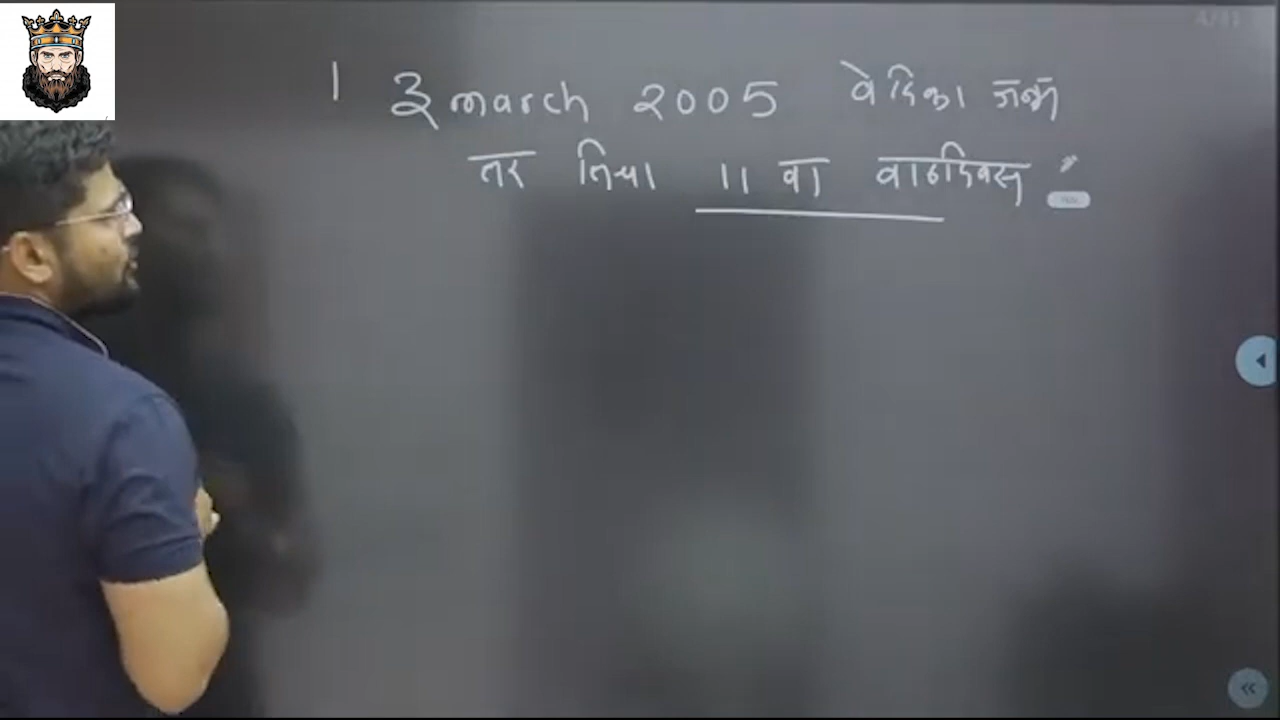 1 3 march 2005 वेदिका जन्म
तर तिचा 11 वा वाढदिवस